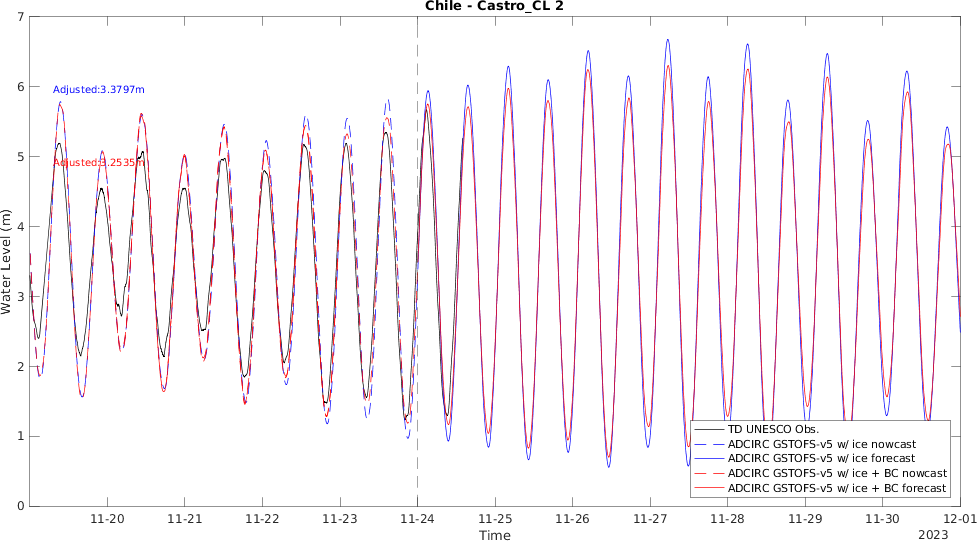 Chile - Castro_CL 2
7
6
5
4
3
2
1
0
Water Level (m)
Adjusted:3.3797m
Adjusted:3.2535m
TD UNESCO Obs.
ADCIRC GSTOFS-v5 w/ ice nowcast
ADCIRC GSTOFS-v5 w/ ice forecast
ADCIRC GSTOFS-v5 w/ ice + BC nowcast
ADCIRC GSTOFS-v5 w/ ice + BC forecast
11-20 11-21 11-22 11-23 11-24 11-25 11-26 11-27 11-28 11-29 11-30 12-01
Time
2023